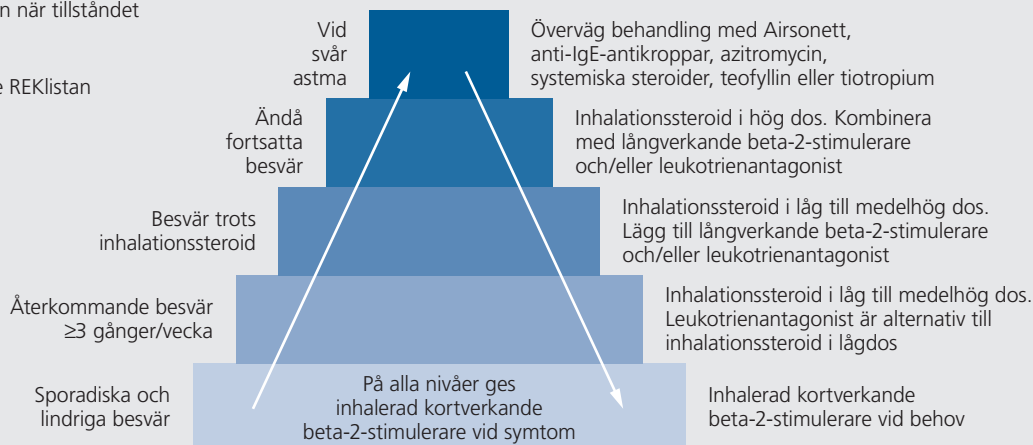 n när tillståndet
e REKlistan
Vid
svår
astma
Överväg behandling med Airsonett,
anti-IgE-antikroppar, azitromycin,
systemiska steroider, teofyllin eller tiotropium
Ändå
fortsatta
besvär
Inhalationssteroid i hög dos. Kombinera
med långverkande beta-2-stimulerare
och/eller leukotrienantagonist
Besvär trots
inhalationssteroid
Inhalationssteroid i låg till medelhög dos.
Lägg till långverkande beta-2-stimulerare
och/eller leukotrienantagonist
Återkommande besvär
≥3 gånger/vecka
Inhalationssteroid i låg till medelhög dos.
Leukotrienantagonist är alternativ till
inhalationssteroid i lågdos
Sporadiska och
lindriga besvär
På alla nivåer ges
inhalerad kortverkande
beta-2-stimulerare vid symtom
Inhalerad kortverkande
beta-2-stimulerare vid behov